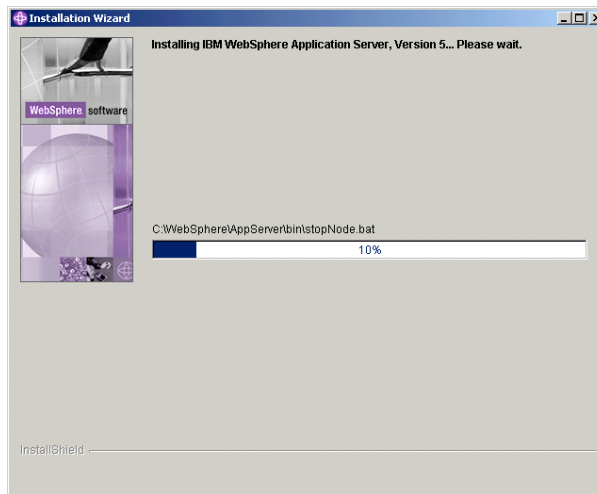 Installation Wizard
Installing IBM WebSphere Application Server, Version 5... Please wait.
WebSphere software
C:\WebSphere\AppServer\bin\stopNode.bat
10%
InstallShield